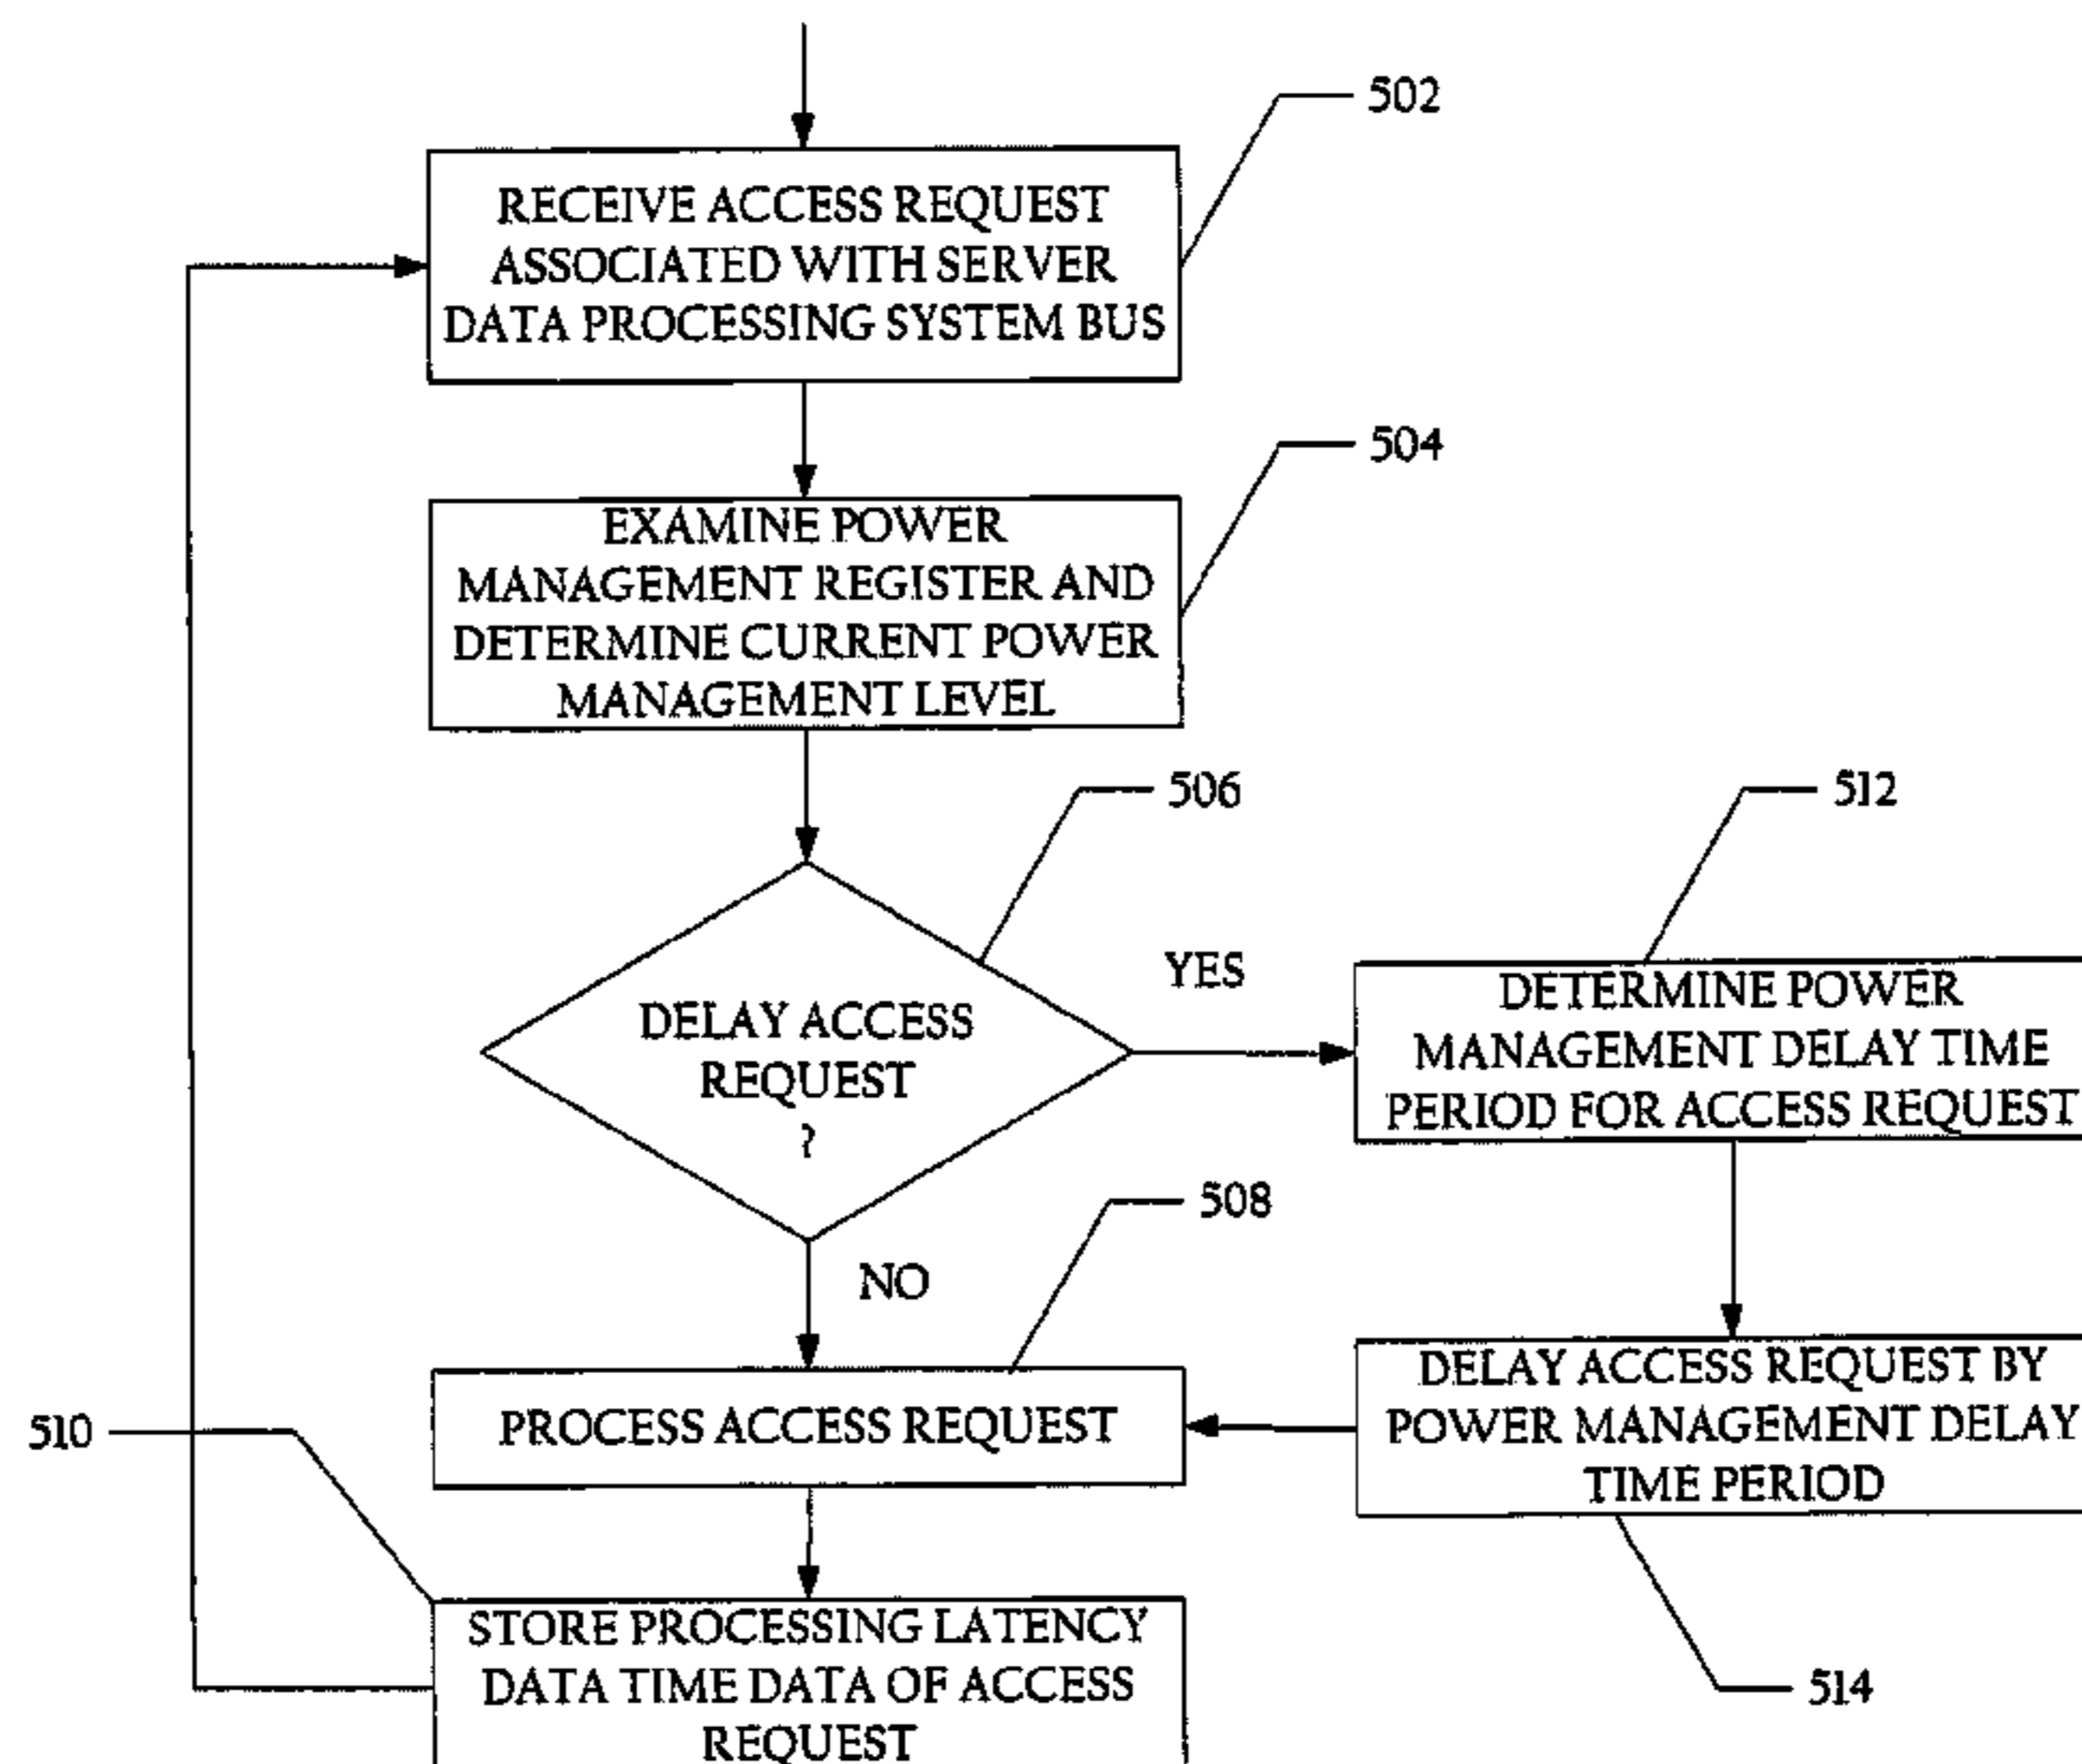 502
RECEIVE ACCESS REQUEST
ASSOCIATED WITH SERVER
DATA PROCESSING SYSTEM BUS
504
EXAMINE POWER
MANAGEMENT REGISTER AND
DETERMINE CURRENT POWER
MANAGEMENT LEVEL
506
DELAY ACCESS
REQUEST
?
YES
512
DETERMINE POWER
MANAGEMENT DELAY TIME
PERIOD FOR ACCESS REQUEST
NO
508
PROCESS ACCESS REQUEST
DELAY ACCESS REQUEST BY
POWER MANAGEMENT DELAY
TIME PERIOD
514
510
STORE PROCESSING LATENCY
DATA TIME DATA OF ACCESS
REQUEST